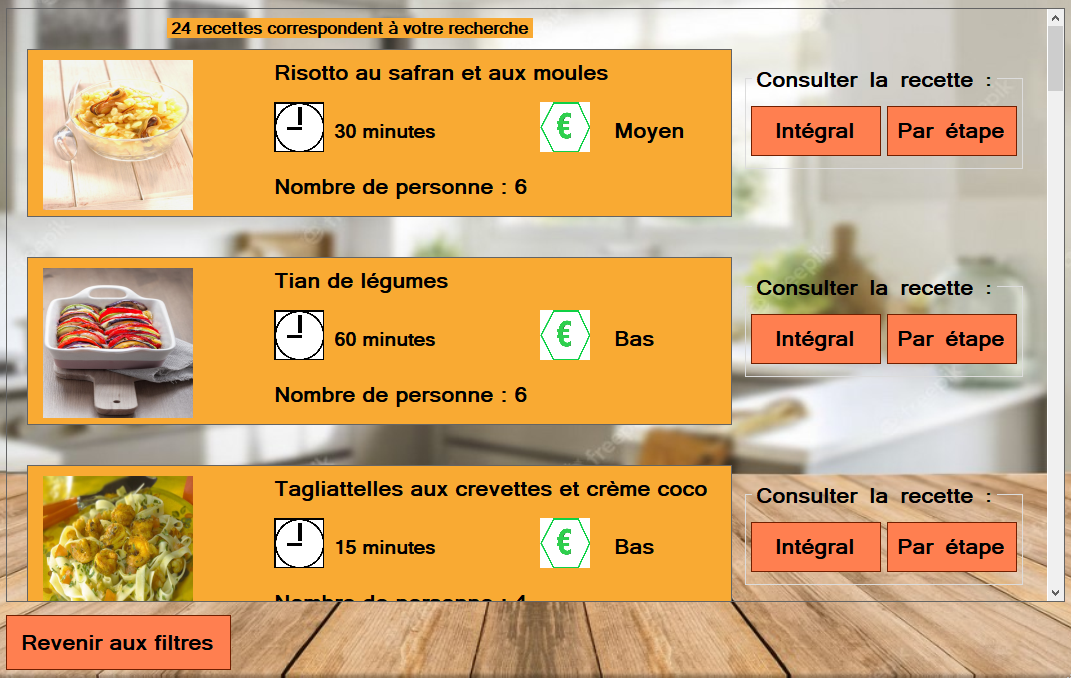 24 recettes correspondent à votre recherche
Risotto au safran et aux moules
Consulter la recette :
30 minutes
€
Moyen
Intégral
Par étape
Nombre de personne : 6
Tian de légumes
Consulter la recette :
60 minutes
€
Bas
Intégral
Par étape
Nombre de personne : 6
Tagliattelles aux crevettes et crème coco
Consulter la recette :
15 minutes
€
Bas
Intégral
Par étape
Nombre de personne : 4
Revenir aux filtres